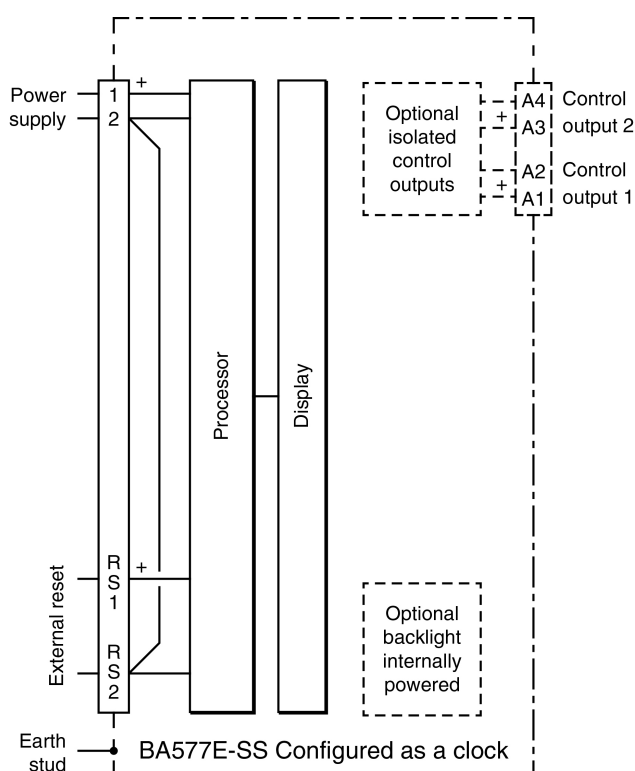 Power
supply
1
2
+
Processor
Display
Optional
isolated
control
outputs
+
+
A4
A3
A2
A1
Control
output 2
Control
output 1
External reset
R
S
1
+
R
S
2
Optional
backlight
internally
powered
Earth
stud
BA577E-SS Configured as a clock